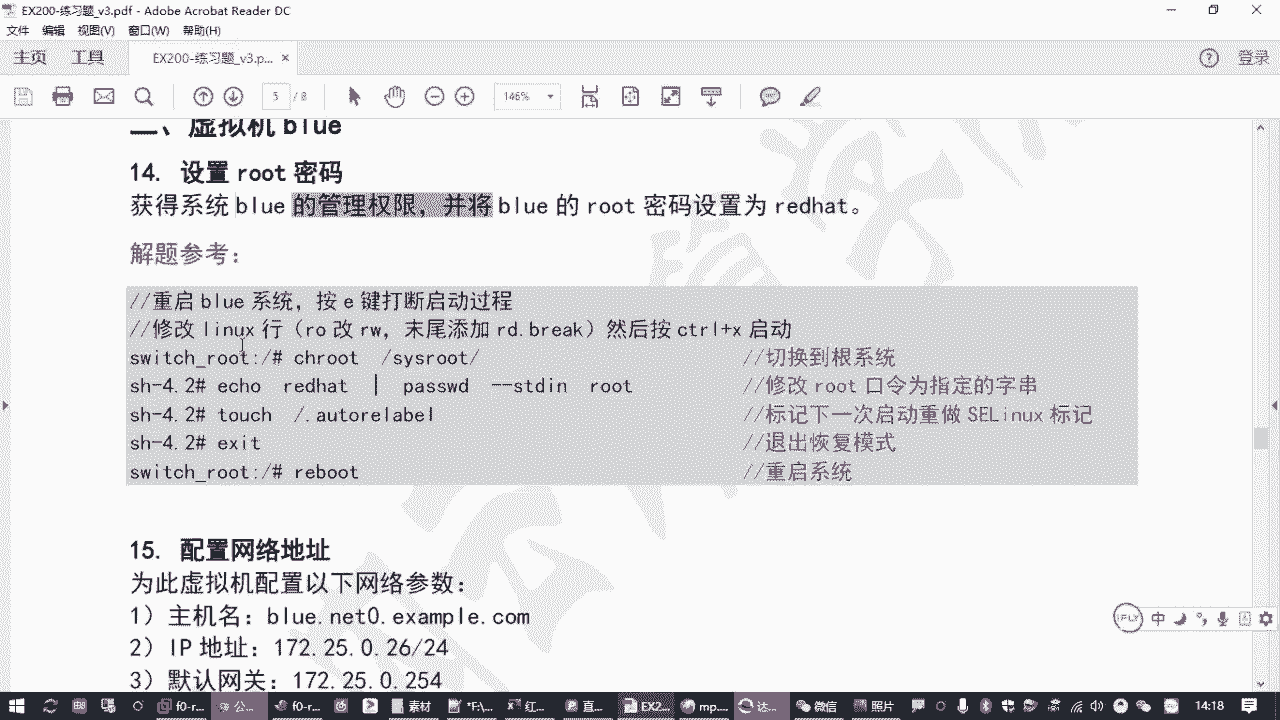 EX200-练习题_v3.pdf - Adobe Acrobat Reader DC
文件 编辑 视图(V) 窗口(W) 帮助(H)
主页 工具 EX200-练习题_v3.p... × 登录
5 / 8 146%
二、虚拟机 blue
14. 设置 root 密码
获得系统 blue 的管理权限，并将 blue 的 root 密码设置为 redhat。
解题参考：
//重启 blue 系统，按 e 键打断启动过程
//修改 linux 行（ro 改 rw，末尾添加 rd.break）然后按 ctrl+x 启动
switch_root:/# chroot /sysroot/ //切换到根系统
sh-4.2# echo redhat | passwd --stdin root //修改 root 口令为指定的字串
sh-4.2# touch /.autorelabel //标记下一次启动重做 SELinux 标记
sh-4.2# exit //退出恢复模式
switch_root:/# reboot //重启系统
15. 配置网络地址
为此虚拟机配置以下网络参数：
1）主机名：blue.net0.example.com
2）IP 地址：172.25.0.26/24
3）默认网关：172.25.0.254
iFLY 中
f0-r... 公... f0-r... 素材 *F:\... 红... 直... EX2... mp... 达... 微信 照片 14:18